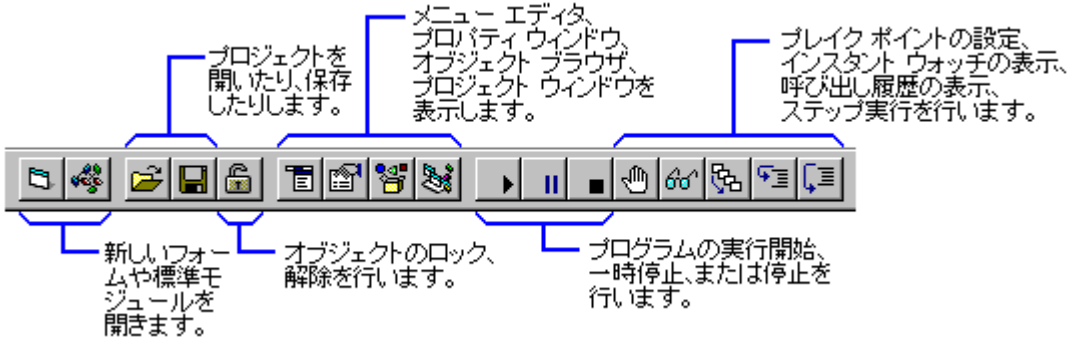 プロジェクトを
開いたり、保存
したりします。
メニュー エディタ、
プロパティ ウィンドウ、
オブジェクト ブラウザ、
プロジェクト ウィンドウを
表示します。
ブレイク ポイントの設定、
インスタント ウォッチの表示、
呼び出し履歴の表示、
ステップ実行を行います。
新しいフォー
ムや標準モ
ジュールを
開きます。
オブジェクトのロック、
解除を行います。
プログラムの実行開始、
一時停止、または停止を
行います。